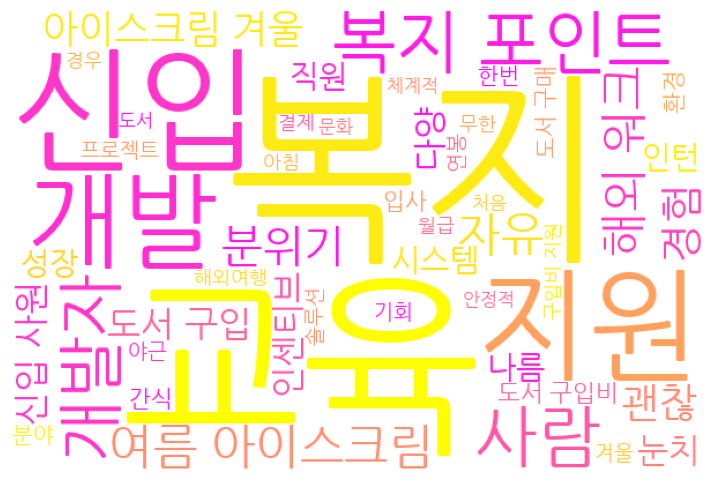 아이스크림 겨울
복지 포인트
경우
신입
복지
직원
체계적
한번
도서 구매
환경
도서
결제
문화
무한
다양
연봉
해외 워크
프로젝트
아침
인턴
개발
입사
처음
경험
분위기
월급
자유
성장
시스템
구입비 지원
해외여행
교육
지원
신입 사원
개발자
도서 구입
인센티브
솔루션
기회
안정적
야근
나름
간식
도서 구입비
괜찮
분야
여름 아이스크림
사람
겨울
눈치